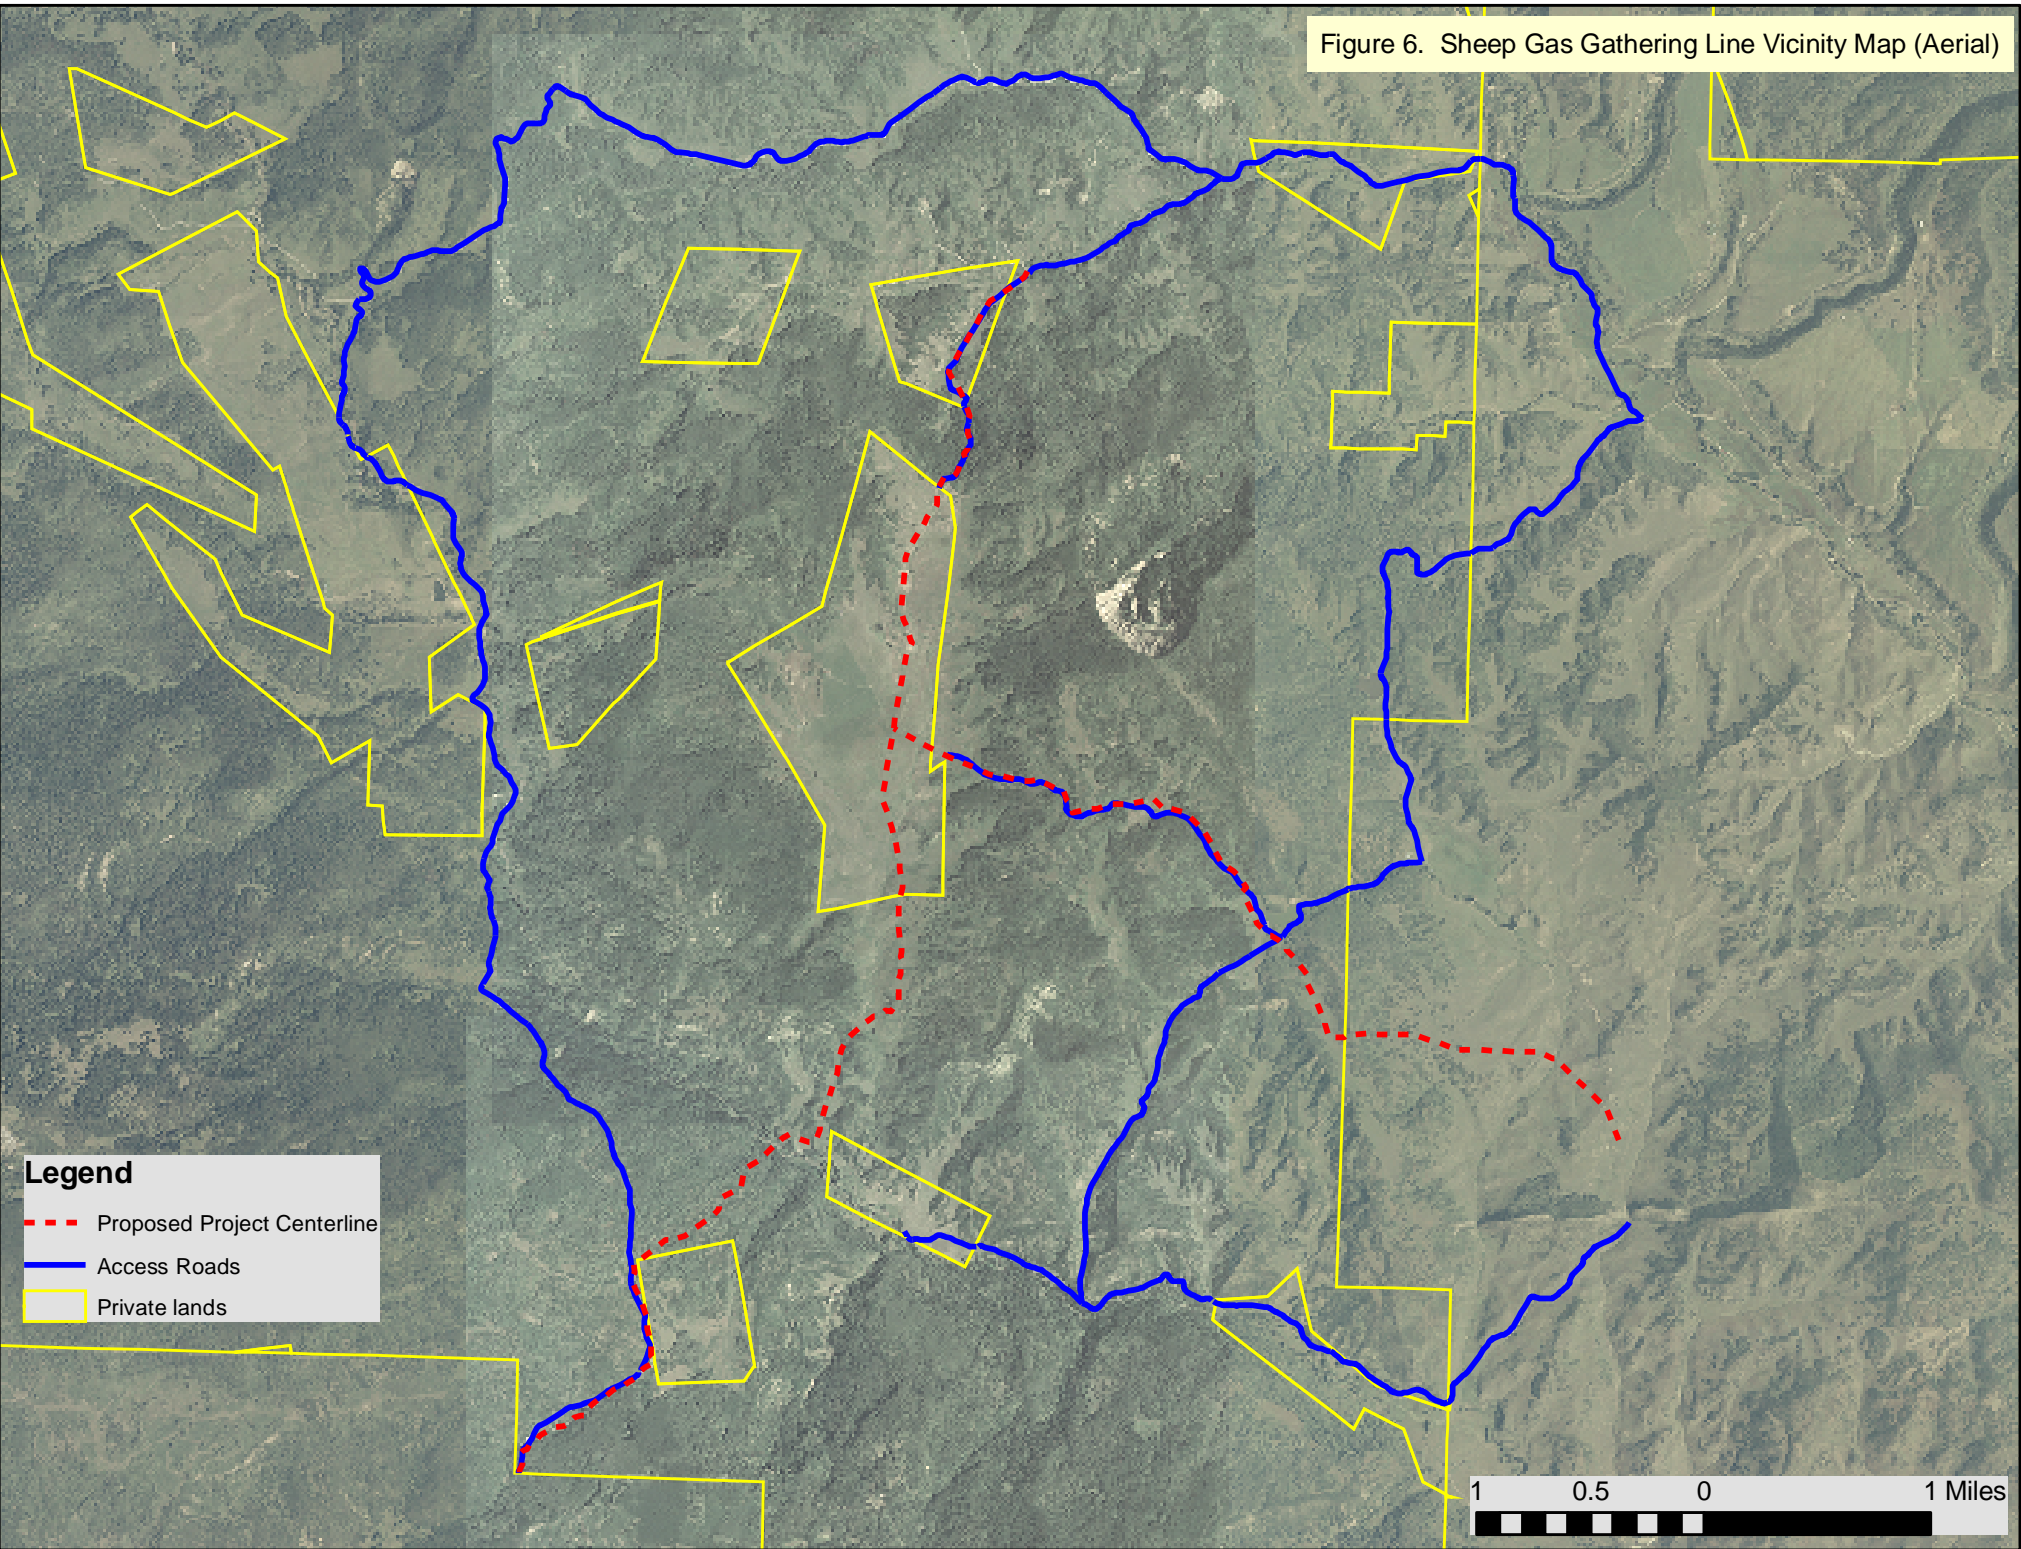 Figure 6.  Sheep Gas Gathering Line Vicinity Map (Aerial)
Legend
Proposed Project Centerline
Access Roads
Private lands
1 0.5 0 1 Miles